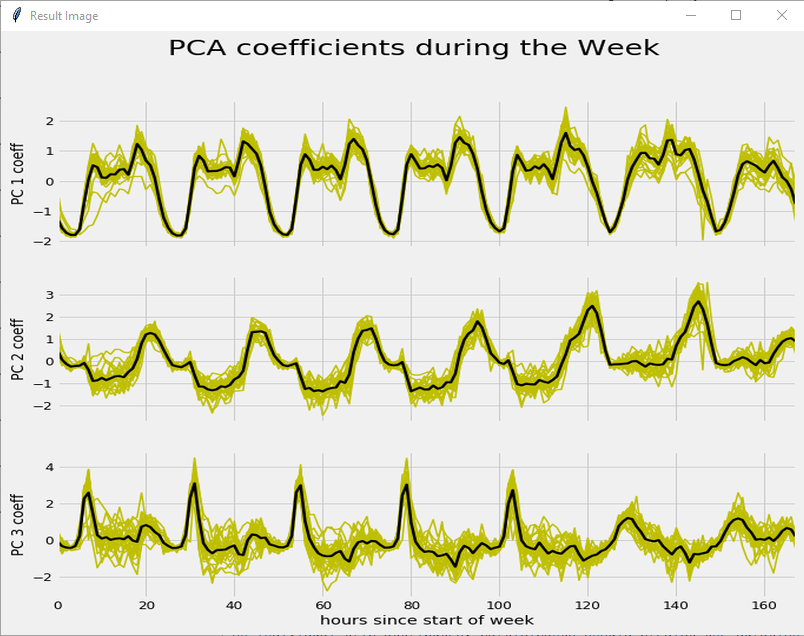 Result Image
PCA coefficients during the Week
PC 1 coeff
2
1
0
−1
−2
PC 2 coeff
3
2
1
0
−1
−2
PC 3 coeff
4
2
0
−2
0 20 40 60 80 100 120 140 160
hours since start of week